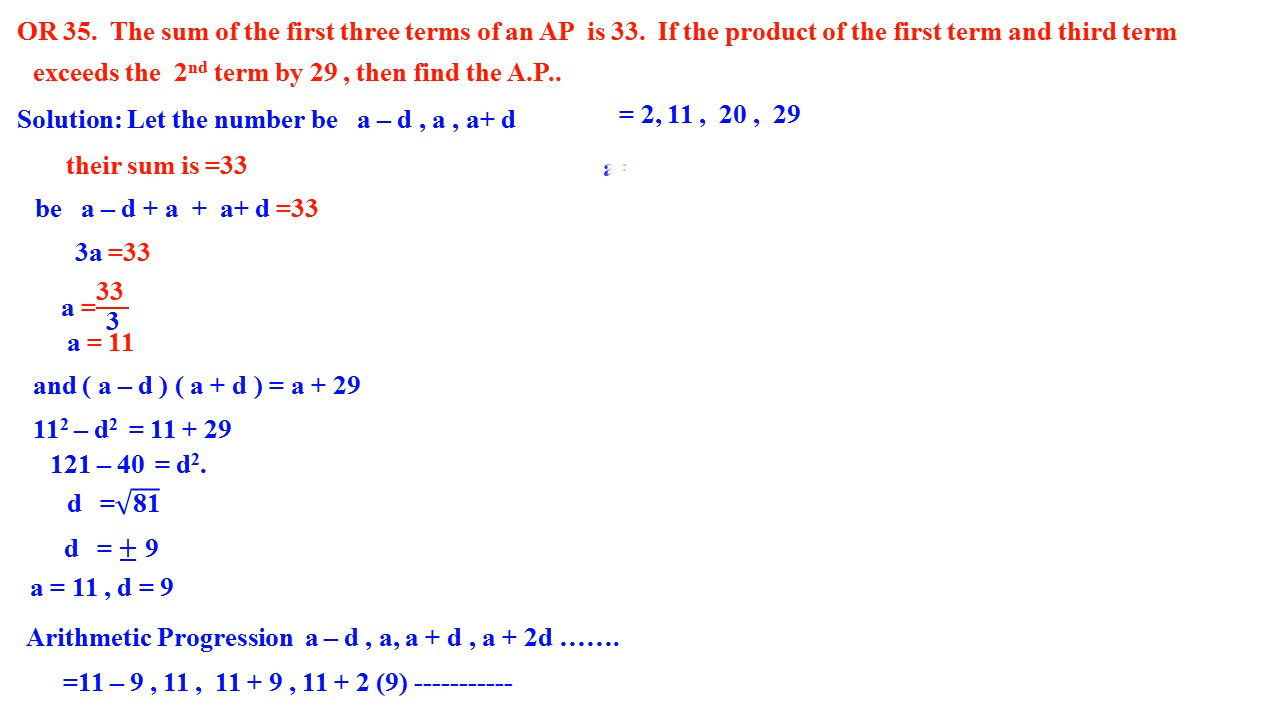 OR 35. The sum of the first three terms of an AP is 33. If the product of the first term and third term
exceeds the 2nd term by 29 , then find the A.P..
Solution: Let the number be a – d , a , a+ d
their sum is =33
be a – d + a + a+ d =33
3a =33
a =33/3
a = 11
and ( a – d ) ( a + d ) = a + 29
11² – d² = 11 + 29
121 – 40 = d².
d =√81
d = ± 9
a = 11 , d = 9
Arithmetic Progression a – d , a, a + d , a + 2d …….
=11 – 9 , 11 , 11 + 9 , 11 + 2 (9) -----------
= 2, 11 , 20 , 29